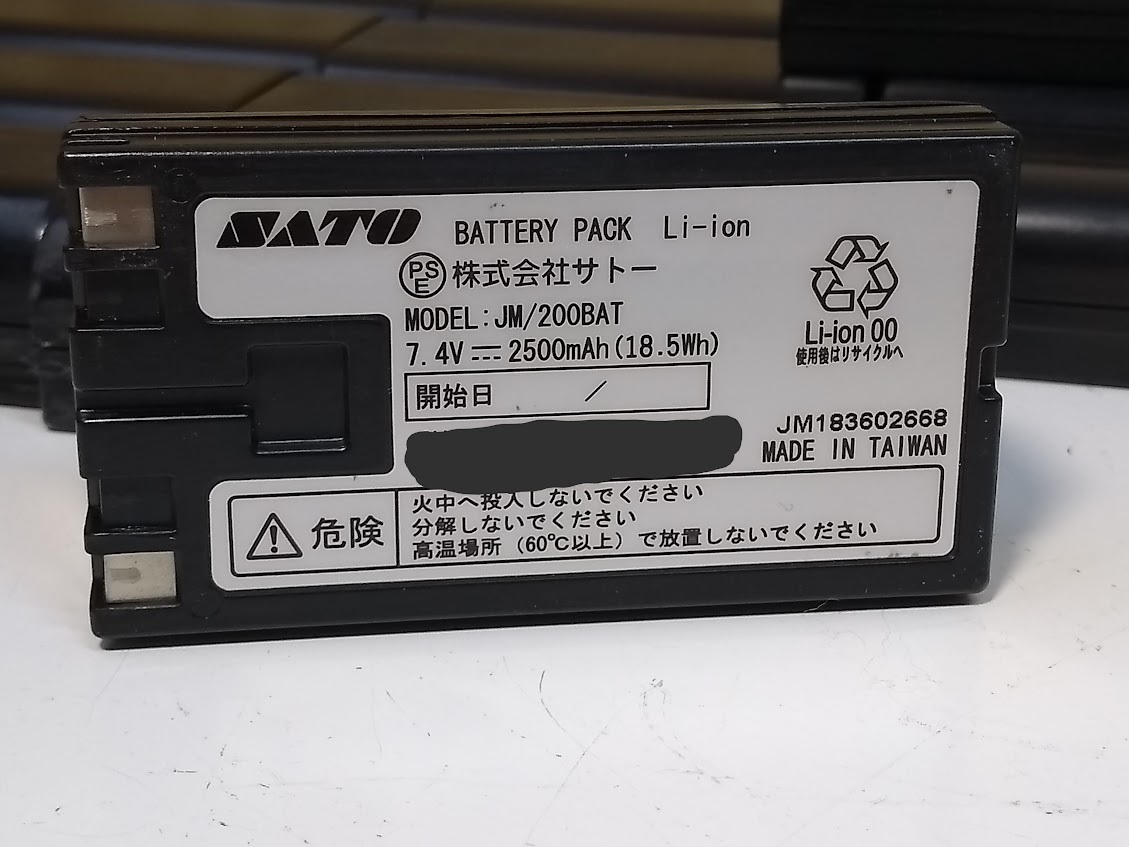 SATO BATTERY PACK Li-ion
PSE 株式会社サトー
MODEL:JM/200BAT
7.4V⎓2500mAh(18.5Wh)
開始日 /
Li-ion 00
使用後はリサイクルへ
JM183602668
MADE IN TAIWAN
⚠危険
火中へ投入しないでください
分解しないでください
高温場所(60℃以上)で放置しないでください